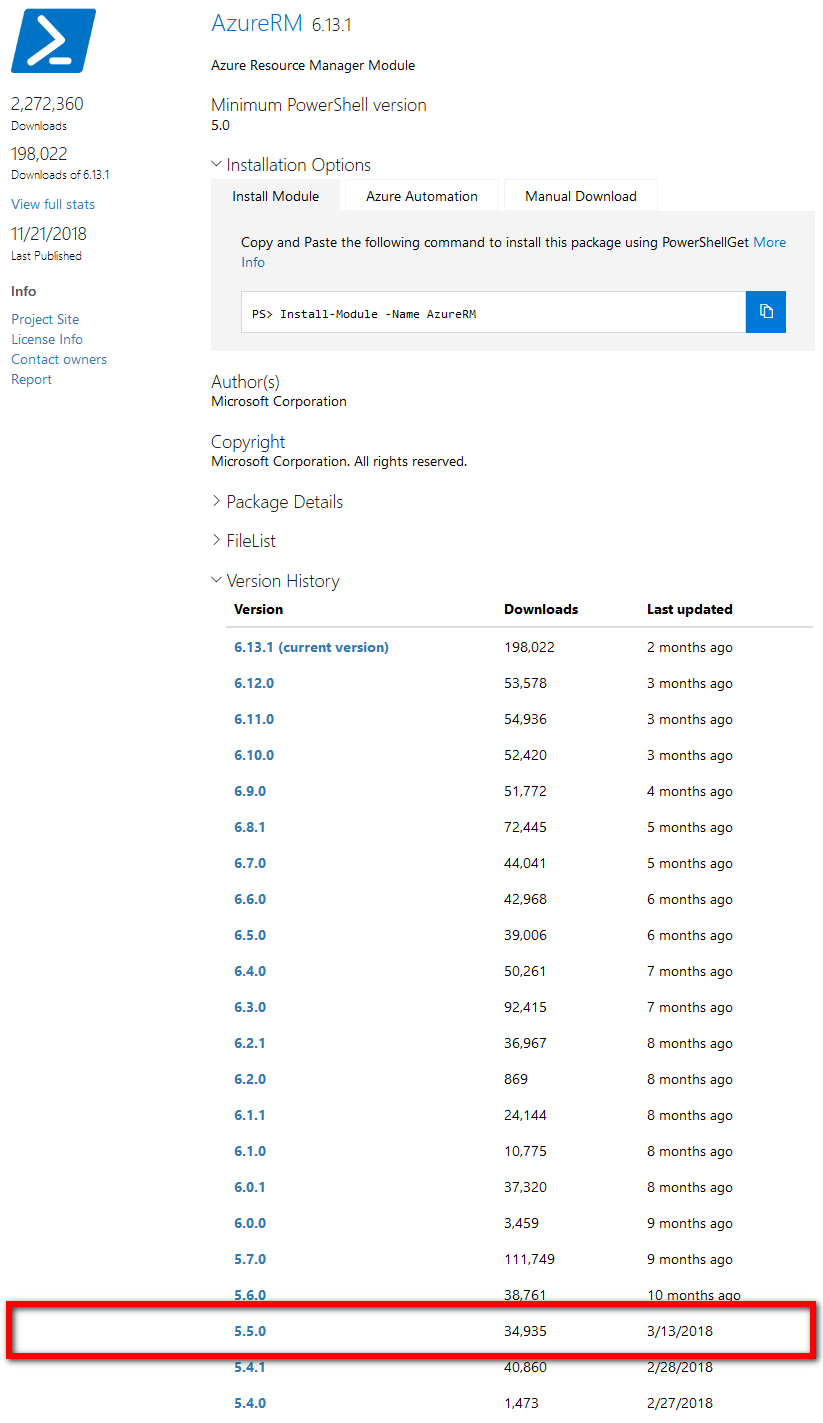 AzureRM 6.13.1
Azure Resource Manager Module
2,272,360
Downloads
198,022
Downloads of 6.13.1
View full stats
11/21/2018
Last Published
Info
Project Site
License Info
Contact owners
Report
Minimum PowerShell version
5.0
Installation Options
Install Module Azure Automation Manual Download
Copy and Paste the following command to install this package using PowerShellGet More
Info
PS> Install-Module -Name AzureRM
Author(s)
Microsoft Corporation
Copyright
Microsoft Corporation. All rights reserved.
Package Details
FileList
Version History
Version Downloads Last updated
6.13.1 (current version) 198,022 2 months ago
6.12.0 53,578 3 months ago
6.11.0 54,936 3 months ago
6.10.0 52,420 3 months ago
6.9.0 51,772 4 months ago
6.8.1 72,445 5 months ago
6.7.0 44,041 5 months ago
6.6.0 42,968 6 months ago
6.5.0 39,006 6 months ago
6.4.0 50,261 7 months ago
6.3.0 92,415 7 months ago
6.2.1 36,967 8 months ago
6.2.0 869 8 months ago
6.1.1 24,144 8 months ago
6.1.0 10,775 8 months ago
6.0.1 37,320 8 months ago
6.0.0 3,459 9 months ago
5.7.0 111,749 9 months ago
5.6.0 38,761 10 months ago
5.5.0 34,935 3/13/2018
5.4.1 40,860 2/28/2018
5.4.0 1,473 2/27/2018